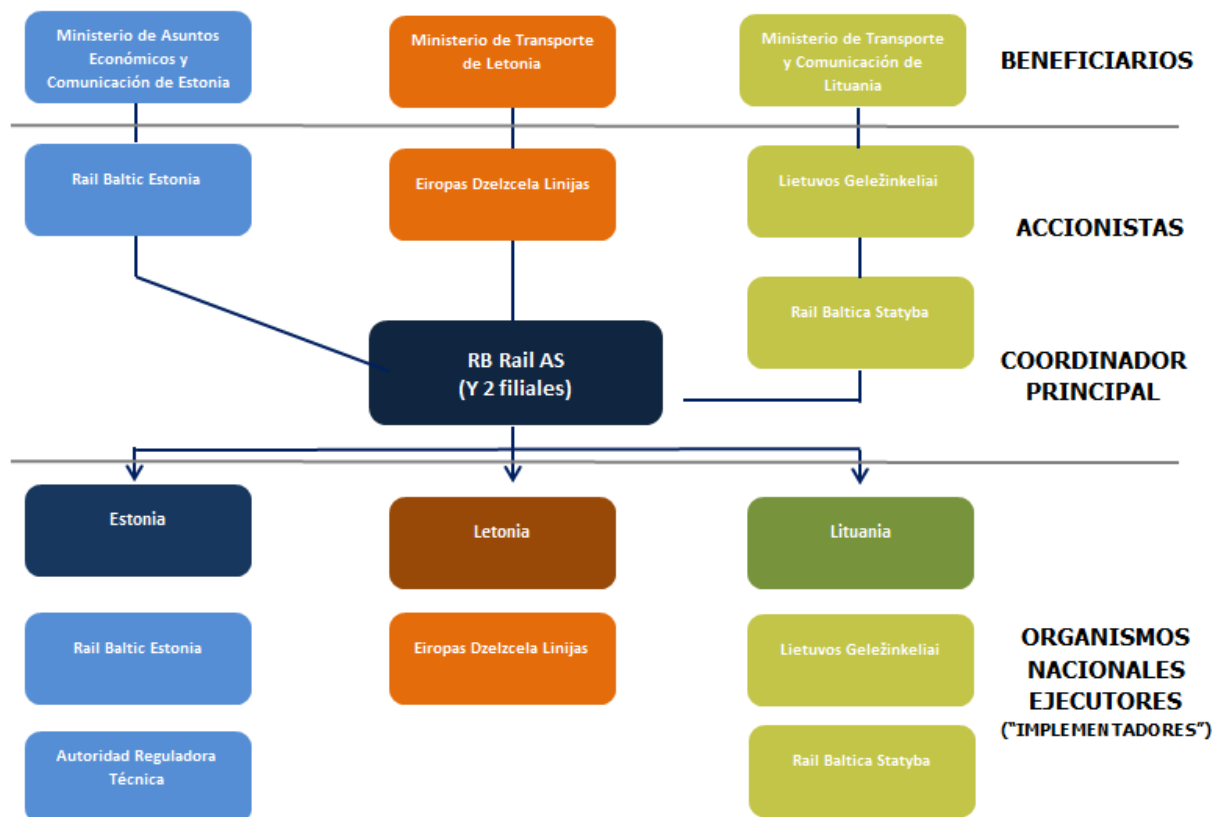 Ministerio de Asuntos
Económicos y
Comunicación de Estonia
Ministerio de Transporte
de Letonia
Ministerio de Transporte
y Comunicación de
Lituania
BENEFICIARIOS
Rail Baltic Estonia
Eiropas Dzelzcela Linijas
Lietuvos Geležinkeliai
ACCIONISTAS
Rail Baltica Statyba
RB Rail AS
(Y 2 filiales)
COORDINADOR
PRINCIPAL
Estonia
Letonia
Lituania
Rail Baltic Estonia
Eiropas Dzelzcela Linijas
Lietuvos Geležinkeliai
ORGANISMOS
NACIONALES
EJECUTORES
("IMPLEMENTADORES")
Autoridad Reguladora
Técnica
Rail Baltica Statyba